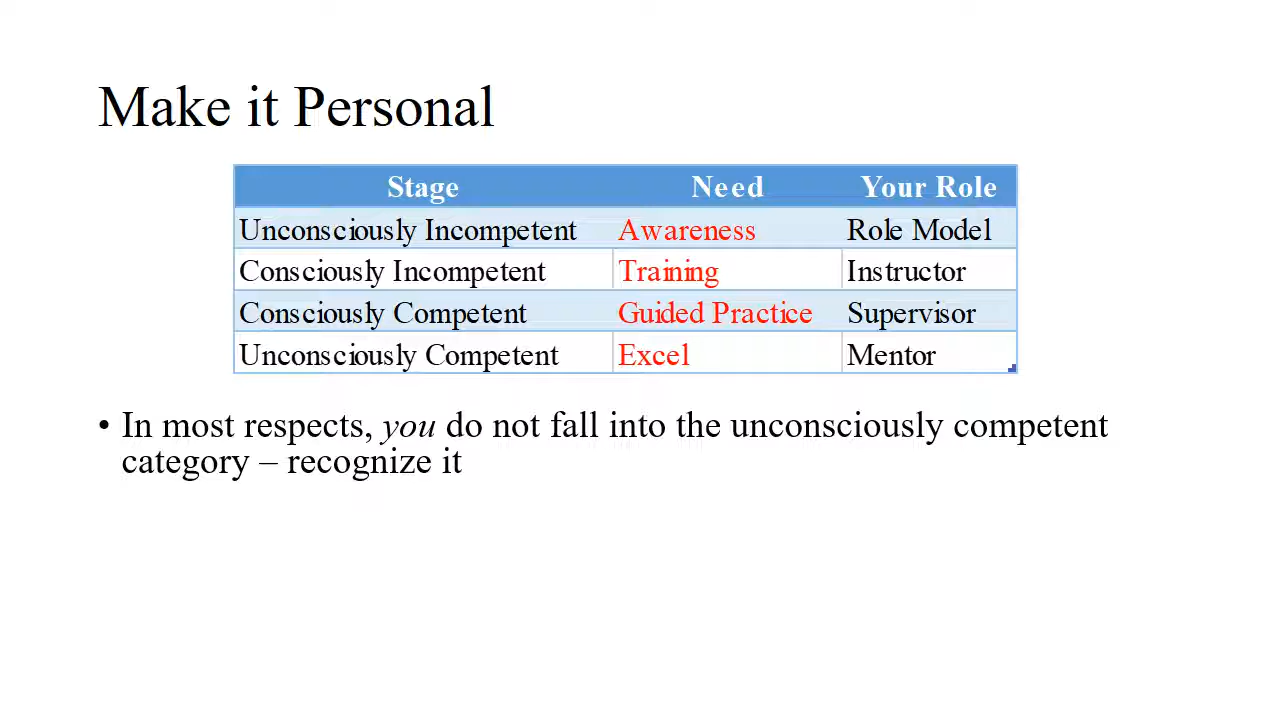 Make it Personal
Stage Need Your Role
Unconsciously Incompetent Awareness Role Model
Consciously Incompetent Training Instructor
Consciously Competent Guided Practice Supervisor
Unconsciously Competent Excel Mentor
• In most respects, you do not fall into the unconsciously competent
category – recognize it